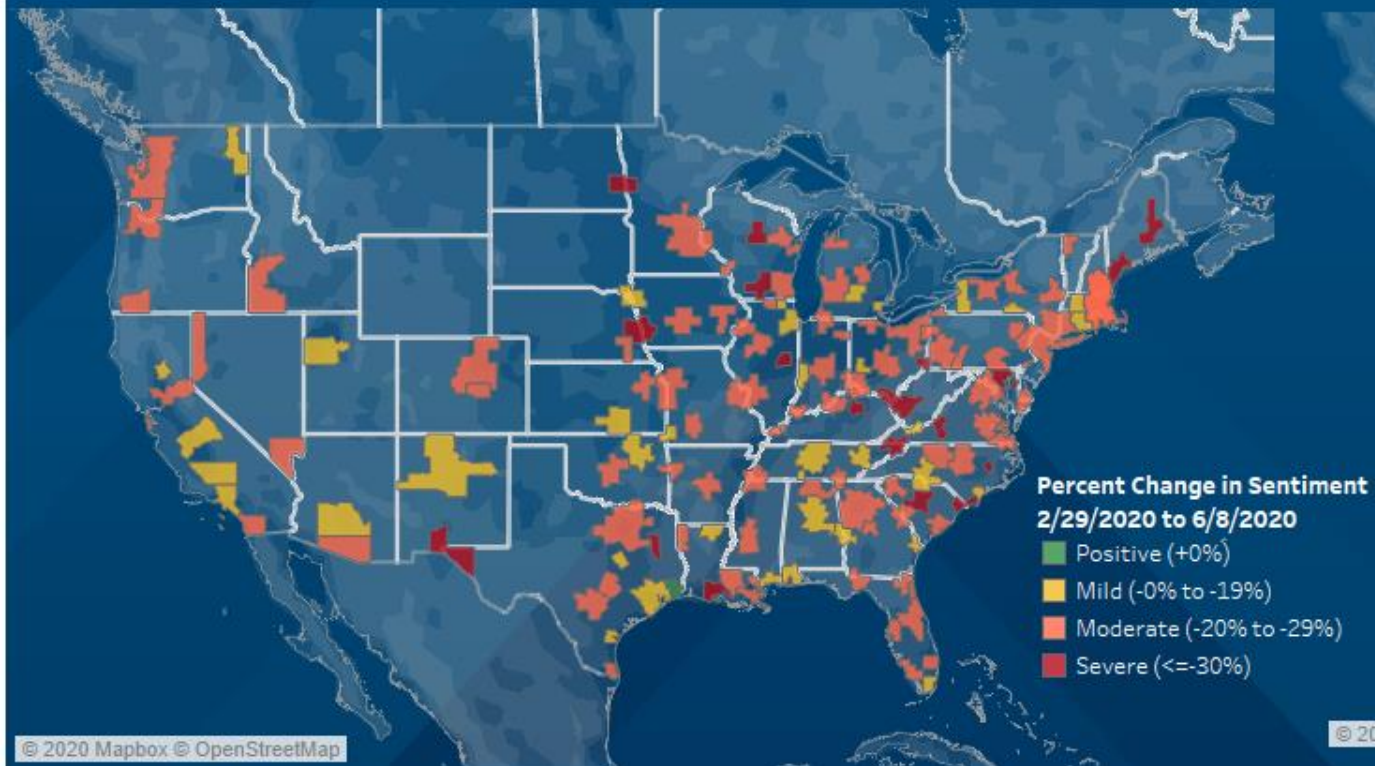 Percent Change in Sentiment
2/29/2020 to 6/8/2020
Positive (+0%)
Mild (-0% to -19%)
Moderate (-20% to -29%)
Severe (<=-30%)
© 2020 Mapbox © OpenStreetMap
© 20